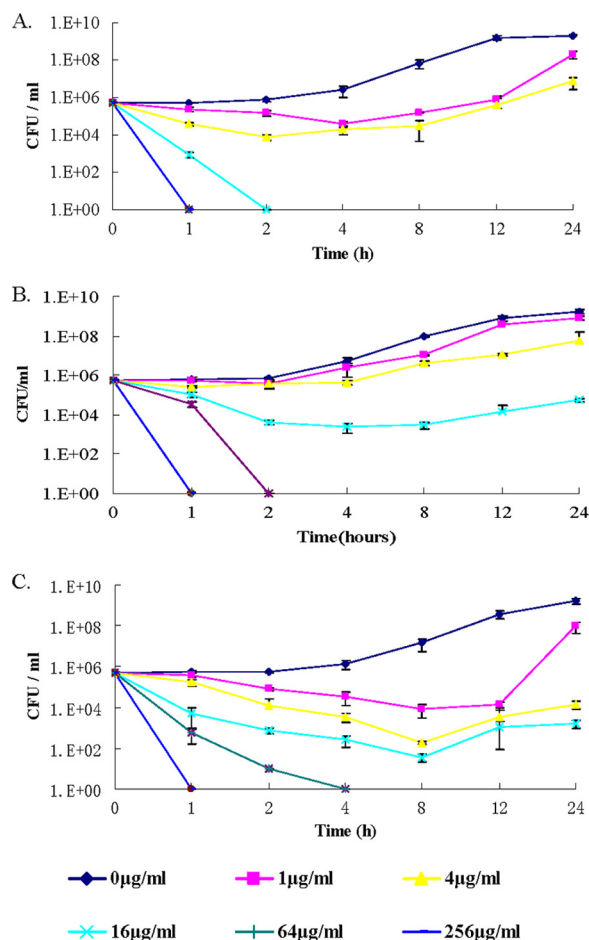 A.
1.E+10
1.E+08
1.E+06
1.E+04
1.E+02
1.E+00
CFU / ml
0 1 2 4 8 12 24
Time (h)
B.
1.E+10
1.E+08
1.E+06
1.E+04
1.E+02
1.E+00
CFU/ml
0 1 2 4 8 12 24
Time(hours)
C.
1.E+10
1.E+08
1.E+06
1.E+04
1.E+02
1.E+00
CFU / ml
0 1 2 4 8 12 24
Time (h)
0μg/ml 1μg/ml 4μg/ml
16μg/ml 64μg/ml 256μg/ml